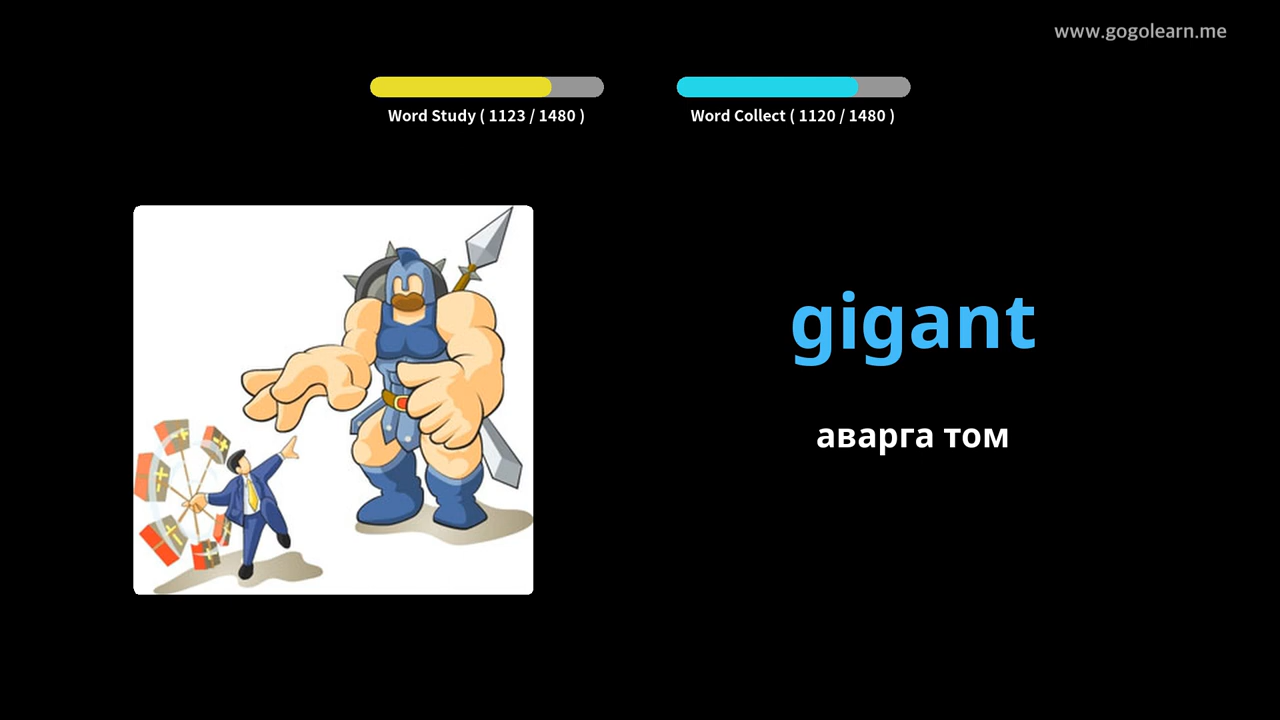 www.gogolearn.me
Word Study ( 1123 / 1480 )
Word Collect ( 1120 / 1480 )
gigant
аварга том